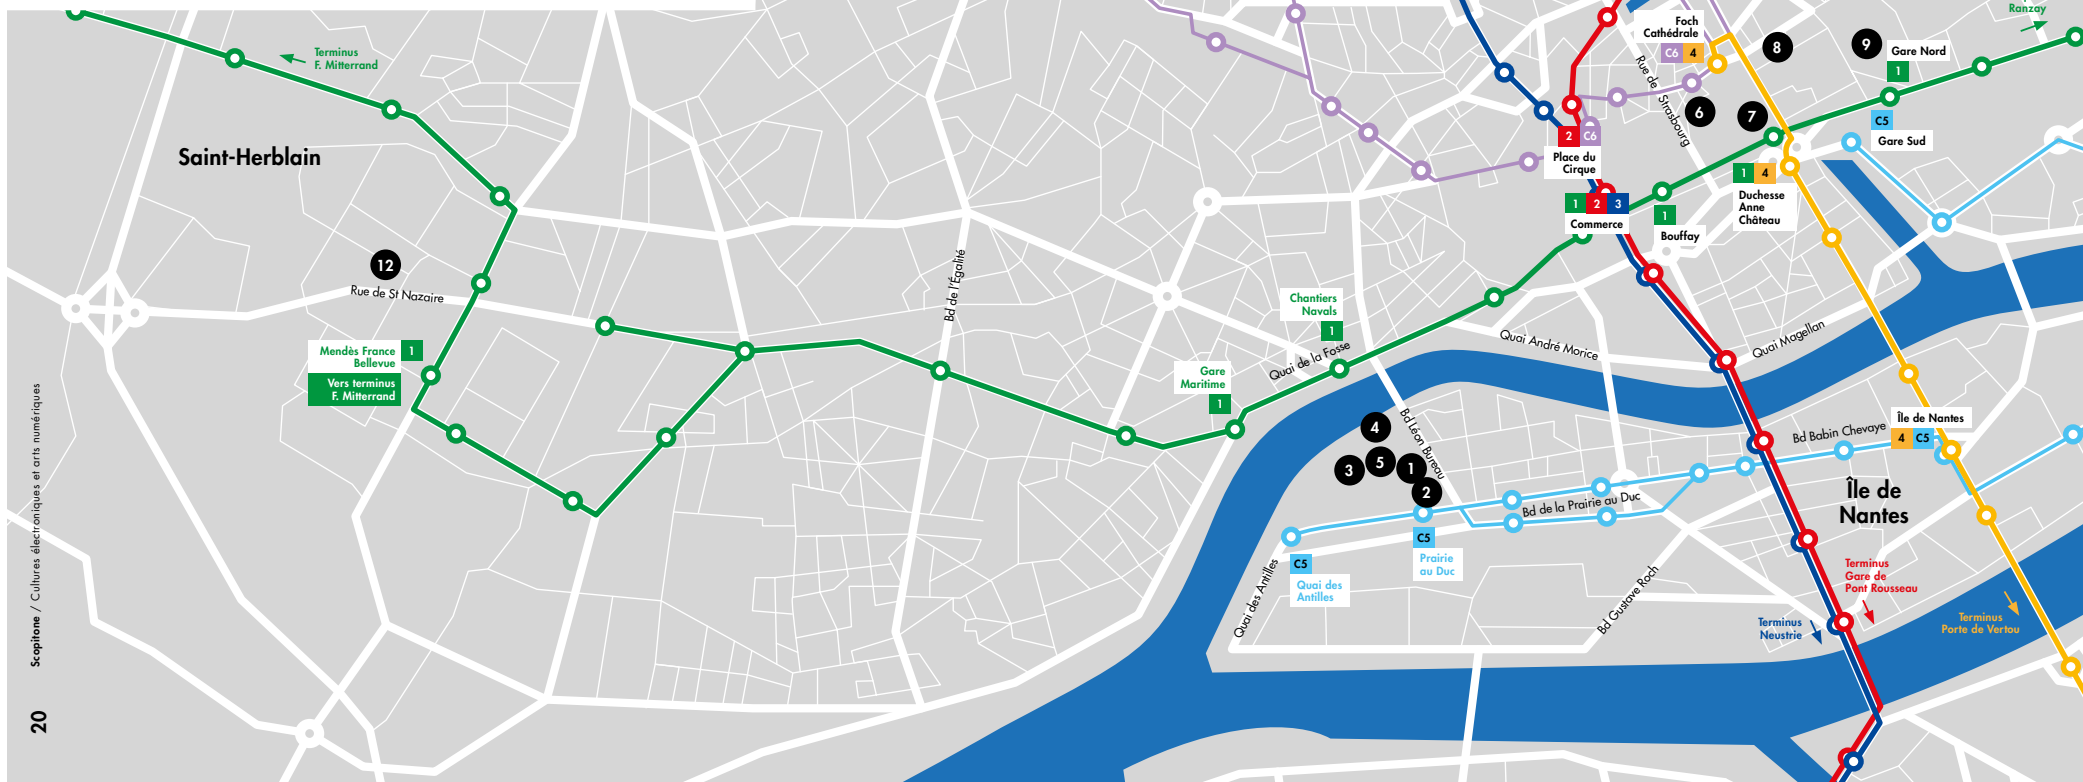 Ranzay
Foch
Cathédrale
C6 4
8
9
Gare Nord
1
Terminus
F. Mitterrand
Rue de Strasbourg
6
7
C5
Gare Sud
2 C6
Place du
Cirque
Saint-Herblain
1 4
Duchesse
Anne
Château
1 2 3
Commerce
1
Bouffay
12
Rue de St Nazaire
Bd de l'Égalité
Chantiers
Navals
1
Quai de la Fosse
Quai André Morice
Quai Magellan
Mendès France
Bellevue
1
Vers terminus
F. Mitterrand
Gare
Maritime
1
Bd Léon Bureau
4
3
5
1
2
Île de Nantes
4 C5
Bd Babin Chevaye
Bd de la Prairie au Duc
Île de
Nantes
C5
Prairie
au Duc
C5
Quai des
Antilles
Quai des Antilles
Bd Gustave Roch
Terminus
Gare de
Pont Rousseau
Terminus
Neustrie
Terminus
Porte de Vertou
Scopitone / Cultures électroniques et arts numériques
20